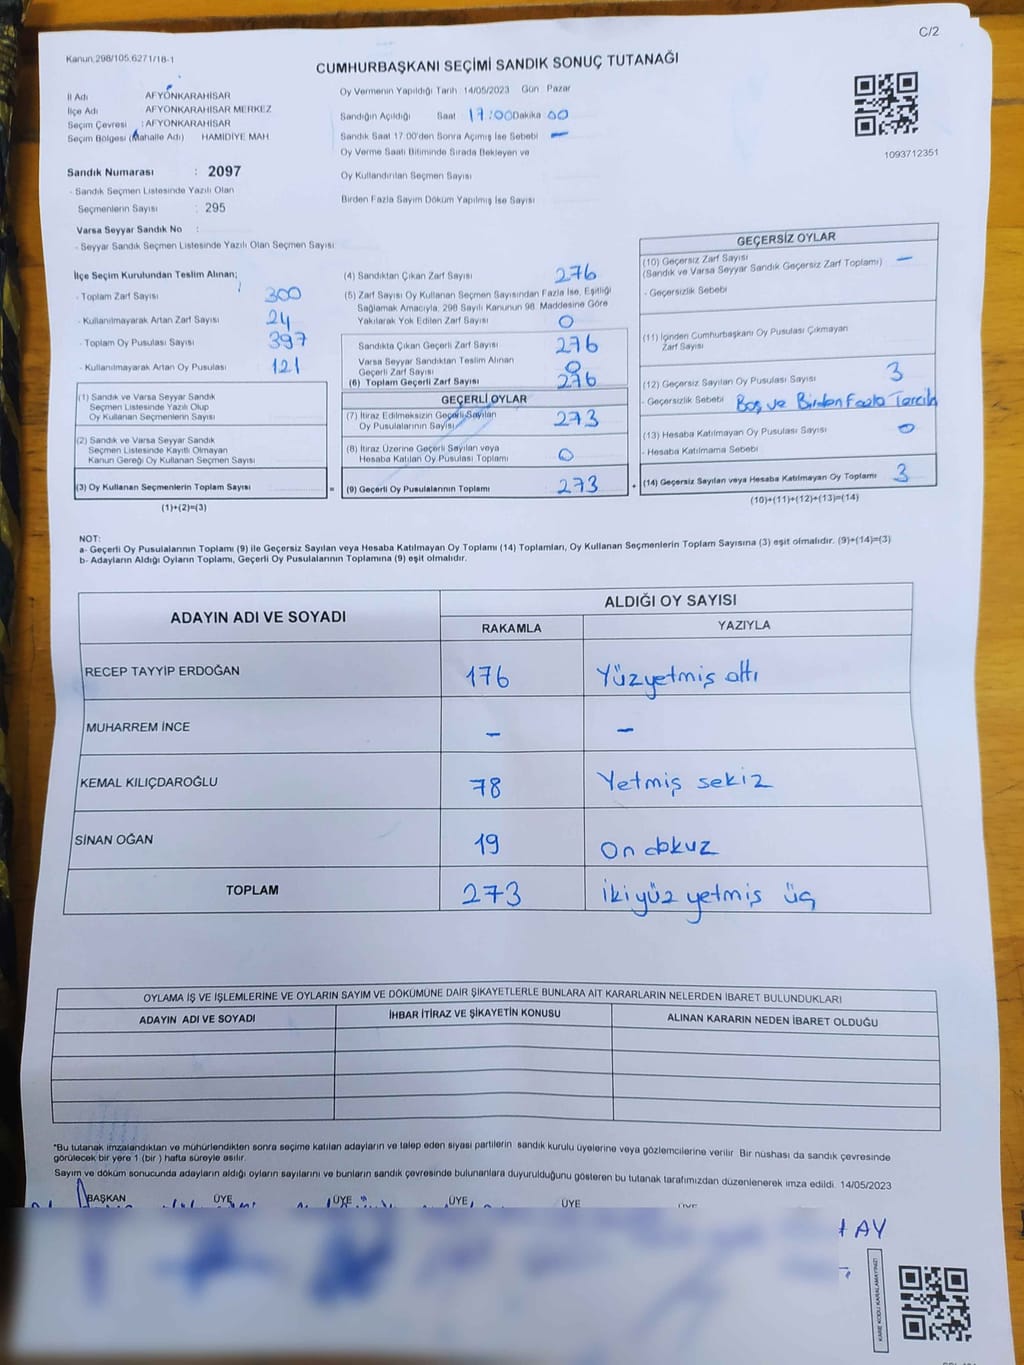 C/2
Kanun 298/105.6271/18-1
CUMHURBAŞKANI SEÇİMİ SANDIK SONUÇ TUTANAĞI
İl Adı AFYONKARAHİSAR
İlçe Adı AFYONKARAHİSAR MERKEZ
Seçim Çevresi : AFYONKARAHİSAR
Seçim Bölgesi (Mahalle Adı) HAMİDİYE MAH
Oy Vermenin Yapıldığı Tarih 14/05/2023 Gün Pazar
Sandığın Açıldığı Saat 17:00 Dakika 00
Sandık Saat 17:00'den Sonra Açılmış İse Sebebi –
Oy Verme Saati Bitiminde Sırada Bekleyen ve
Oy Kullandırılan Seçmen Sayısı
Birden Fazla Sayım Döküm Yapılmış İse Sayısı
1093712351
Sandık Numarası : 2097
- Sandık Seçmen Listesinde Yazılı Olan
Seçmenlerin Sayısı : 295
Varsa Seyyar Sandık No :
- Seyyar Sandık Seçmen Listesinde Yazılı Olan Seçmen Sayısı:
İlçe Seçim Kurulundan Teslim Alınan;
- Toplam Zarf Sayısı 300
- Kullanılmayarak Artan Zarf Sayısı 24
- Toplam Oy Pusulası Sayısı 397
- Kullanılmayarak Artan Oy Pusulası 121
(1) Sandık ve Varsa Seyyar Sandık
Seçmen Listesinde Yazılı Olup
Oy Kullanan Seçmenlerin Sayısı
(2) Sandık ve Varsa Seyyar Sandık
Seçmen Listesinde Kayıtlı Olmayan
Kanun Gereği Oy Kullanan Seçmen Sayısı
(3) Oy Kullanan Seçmenlerin Toplam Sayısı =
(1)+(2)=(3)
(4) Sandıktan Çıkan Zarf Sayısı 276
(5) Zarf Sayısı Oy Kullanan Seçmen Sayısından Fazla İse, Eşitliği
Sağlamak Amacıyla, 298 Sayılı Kanunun 98. Maddesine Göre
Yakılarak Yok Edilen Zarf Sayısı 0
Sandıkta Çıkan Geçerli Zarf Sayısı 276
Varsa Seyyar Sandıktan Teslim Alınan
Geçerli Zarf Sayısı 0
(6) Toplam Geçerli Zarf Sayısı 276
GEÇERLİ OYLAR
(7) İtiraz Edilmeksizin Geçerli Sayılan
Oy Pusulalarının Sayısı 273
(8) İtiraz Üzerine Geçerli Sayılan veya
Hesaba Katılan Oy Pusulası Toplamı 0
(9) Geçerli Oy Pusulalarının Toplamı 273 +
GEÇERSİZ OYLAR
(10) Geçersiz Zarf Sayısı
(Sandık ve Varsa Seyyar Sandık Geçersiz Zarf Toplamı) –
- Geçersizlik Sebebi
(11) İçinden Cumhurbaşkanı Oy Pusulası Çıkmayan
Zarf Sayısı
(12) Geçersiz Sayılan Oy Pusulası Sayısı 3
- Geçersizlik Sebebi Boş ve Birden Fazla Tercih
(13) Hesaba Katılmayan Oy Pusulası Sayısı 0
- Hesaba Katılmama Sebebi
(14) Geçersiz Sayılan veya Hesaba Katılmayan Oy Toplamı 3
(10)+(11)+(12)+(13)=(14)
NOT:
a- Geçerli Oy Pusulalarının Toplamı (9) ile Geçersiz Sayılan veya Hesaba Katılmayan Oy Toplamı (14) Toplamları, Oy Kullanan Seçmenlerin Toplam Sayısına (3) eşit olmalıdır. (9)+(14)=(3)
b- Adayların Aldığı Oyların Toplamı, Geçerli Oy Pusulalarının Toplamına (9) eşit olmalıdır.
ADAYIN ADI VE SOYADI ALDIĞI OY SAYISI
RAKAMLA YAZIYLA
RECEP TAYYİP ERDOĞAN 176 Yüzyetmiş altı
MUHARREM İNCE – –
KEMAL KILIÇDAROĞLU 78 Yetmiş sekiz
SİNAN OĞAN 19 On dokuz
TOPLAM 273 İkiyüz yetmiş üç
OYLAMA İŞ VE İŞLEMLERİNE VE OYLARIN SAYIM VE DÖKÜMÜNE DAİR ŞİKAYETLERLE BUNLARA AİT KARARLARIN NELERDEN İBARET BULUNDUKLARI
ADAYIN ADI VE SOYADI İHBAR İTİRAZ VE ŞİKAYETİN KONUSU ALINAN KARARIN NEDEN İBARET OLDUĞU
*Bu tutanak imzalandıktan ve mühürlendikten sonra seçime katılan adayların ve talep eden siyasi partilerin sandık kurulu üyelerine veya gözlemcilerine verilir. Bir nüshası da sandık çevresinde
görülecek bir yere 1 (bir) hafta süreyle asılır.
Sayım ve döküm sonucunda adayların aldığı oyların sayılarını ve bunların sandık çevresinde bulunanlara duyurulduğunu gösteren bu tutanak tarafımızdan düzenlenerek imza edildi. 14/05/2023
BAŞKAN ÜYE ÜYE ÜYE ÜYE ÜYE
AY
KARE KODU KARALAMAYINIZ!